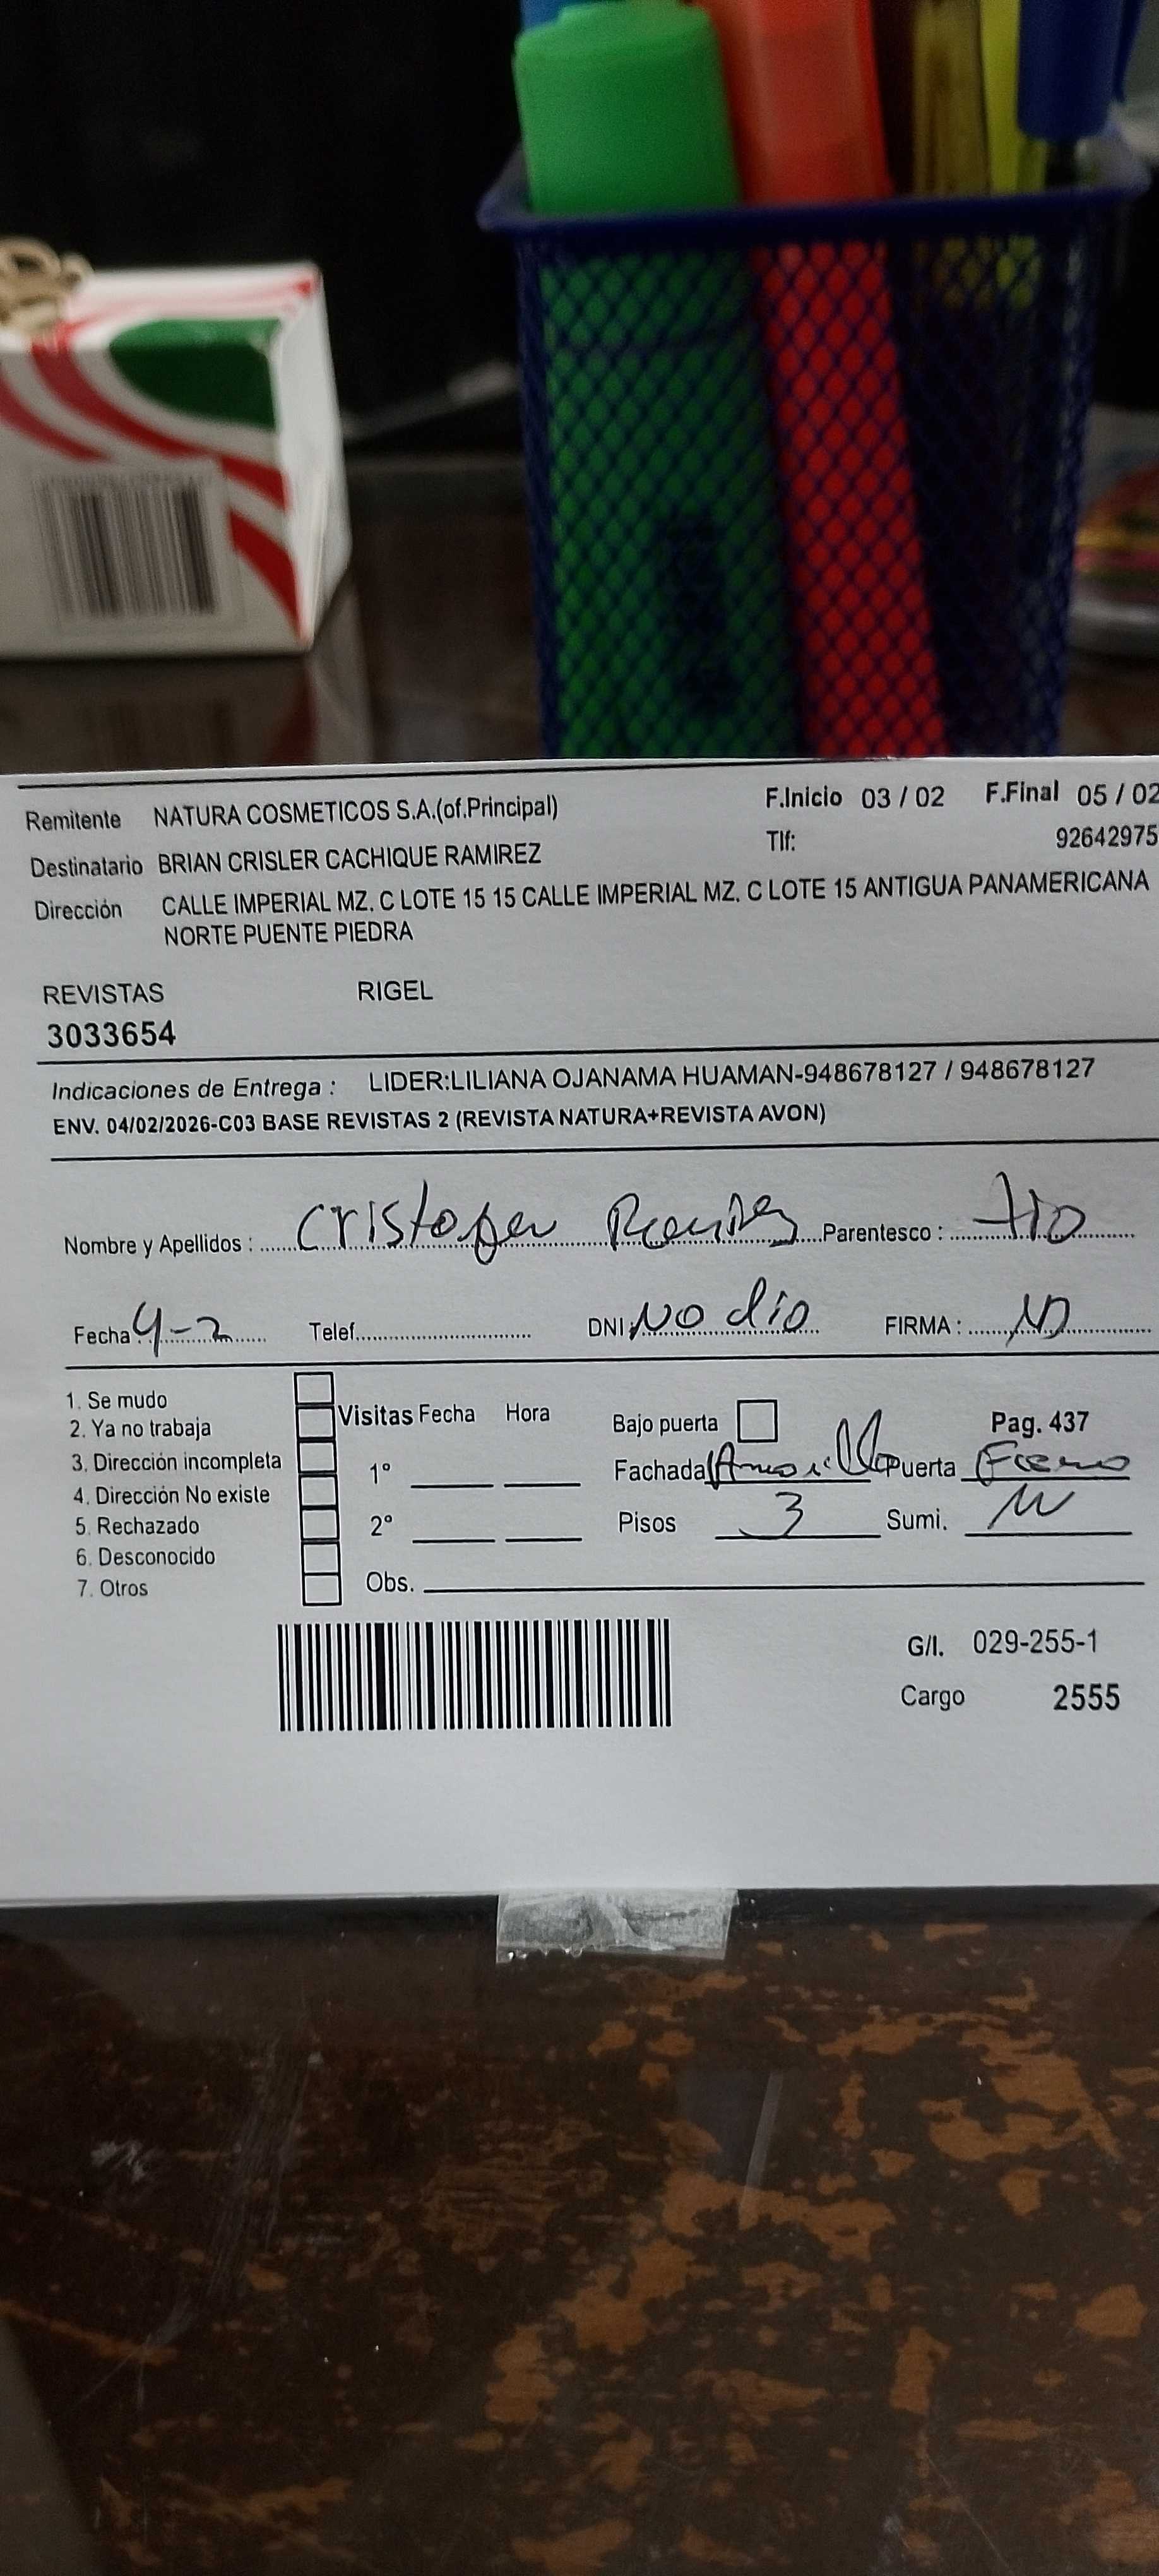 Remitente NATURA COSMETICOS S.A.(of.Principal) F.Inicio 03 / 02 F.Final 05 / 02
Tlf: 92642975
Destinatario BRIAN CRISLER CACHIQUE RAMIREZ
Dirección CALLE IMPERIAL MZ. C LOTE 15 15 CALLE IMPERIAL MZ. C LOTE 15 ANTIGUA PANAMERICANA
NORTE PUENTE PIEDRA
REVISTAS RIGEL
3033654
Indicaciones de Entrega : LIDER:LILIANA OJANAMA HUAMAN-948678127 / 948678127
ENV. 04/02/2026-C03 BASE REVISTAS 2 (REVISTA NATURA+REVISTA AVON)
Nombre y Apellidos : Cristofer Ramires Parentesco : tio
Fecha 4-2 Telef. DNI: NO dio FIRMA : ND
1. Se mudo
2. Ya no trabaja
3. Dirección incompleta
4. Dirección No existe
5. Rechazado
6. Desconocido
7. Otros
Visitas Fecha Hora
1º
2º
Obs.
Bajo puerta Pag. 437
Fachada Amarillo Puerta Fierro
Pisos 3 Sumi.
G/I. 029-255-1
Cargo 2555